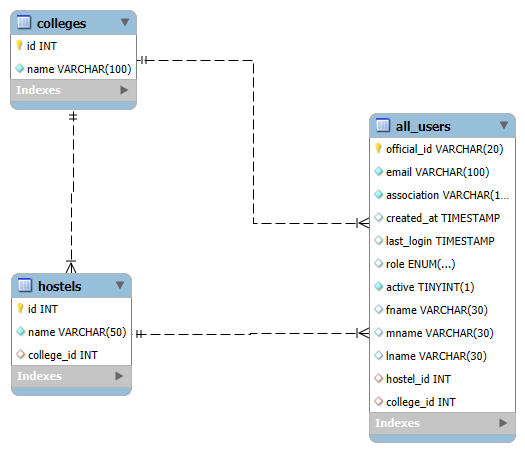 colleges
id INT
name VARCHAR(100)
Indexes
all_users
official_id VARCHAR(20)
email VARCHAR(100)
association VARCHAR(1...
created_at TIMESTAMP
last_login TIMESTAMP
role ENUM(...)
active TINYINT(1)
fname VARCHAR(30)
mname VARCHAR(30)
lname VARCHAR(30)
hostel_id INT
college_id INT
Indexes
hostels
id INT
name VARCHAR(50)
college_id INT
Indexes